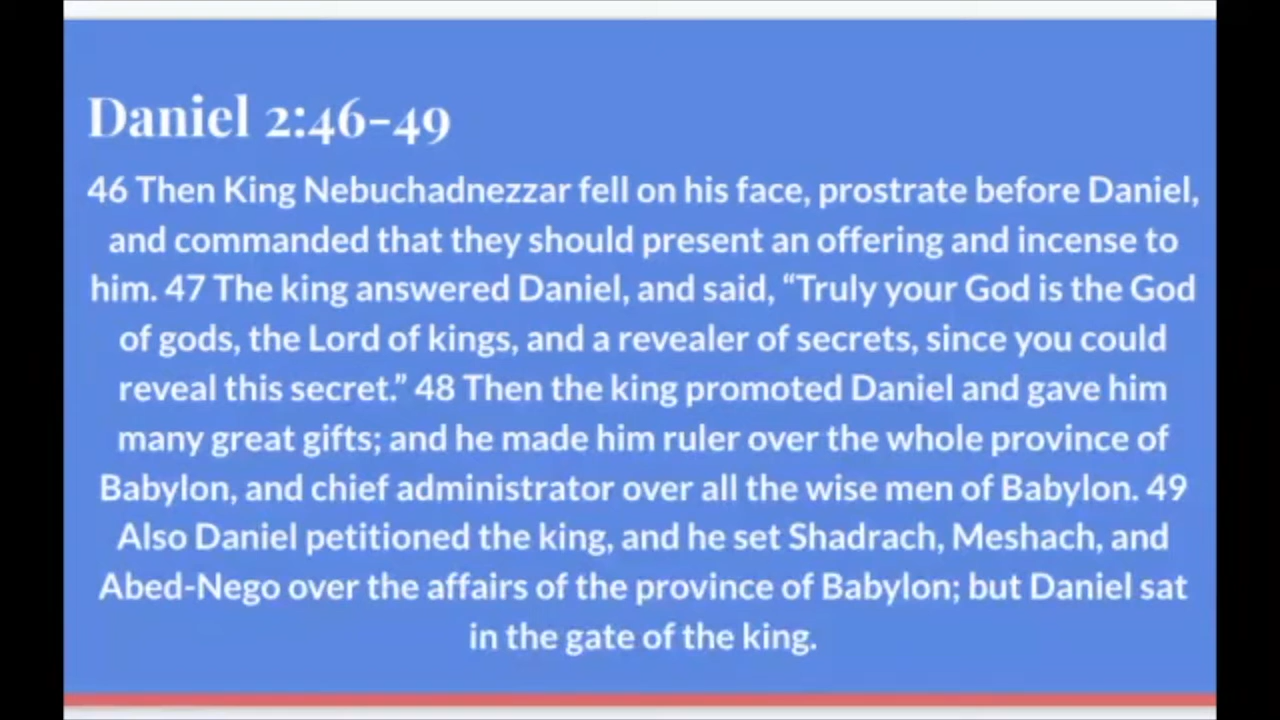 Daniel 2:46-49
46 Then King Nebuchadnezzar fell on his face, prostrate before Daniel,
and commanded that they should present an offering and incense to
him. 47 The king answered Daniel, and said, “Truly your God is the God
of gods, the Lord of kings, and a revealer of secrets, since you could
reveal this secret.” 48 Then the king promoted Daniel and gave him
many great gifts; and he made him ruler over the whole province of
Babylon, and chief administrator over all the wise men of Babylon. 49
Also Daniel petitioned the king, and he set Shadrach, Meshach, and
Abed-Nego over the affairs of the province of Babylon; but Daniel sat
in the gate of the king.